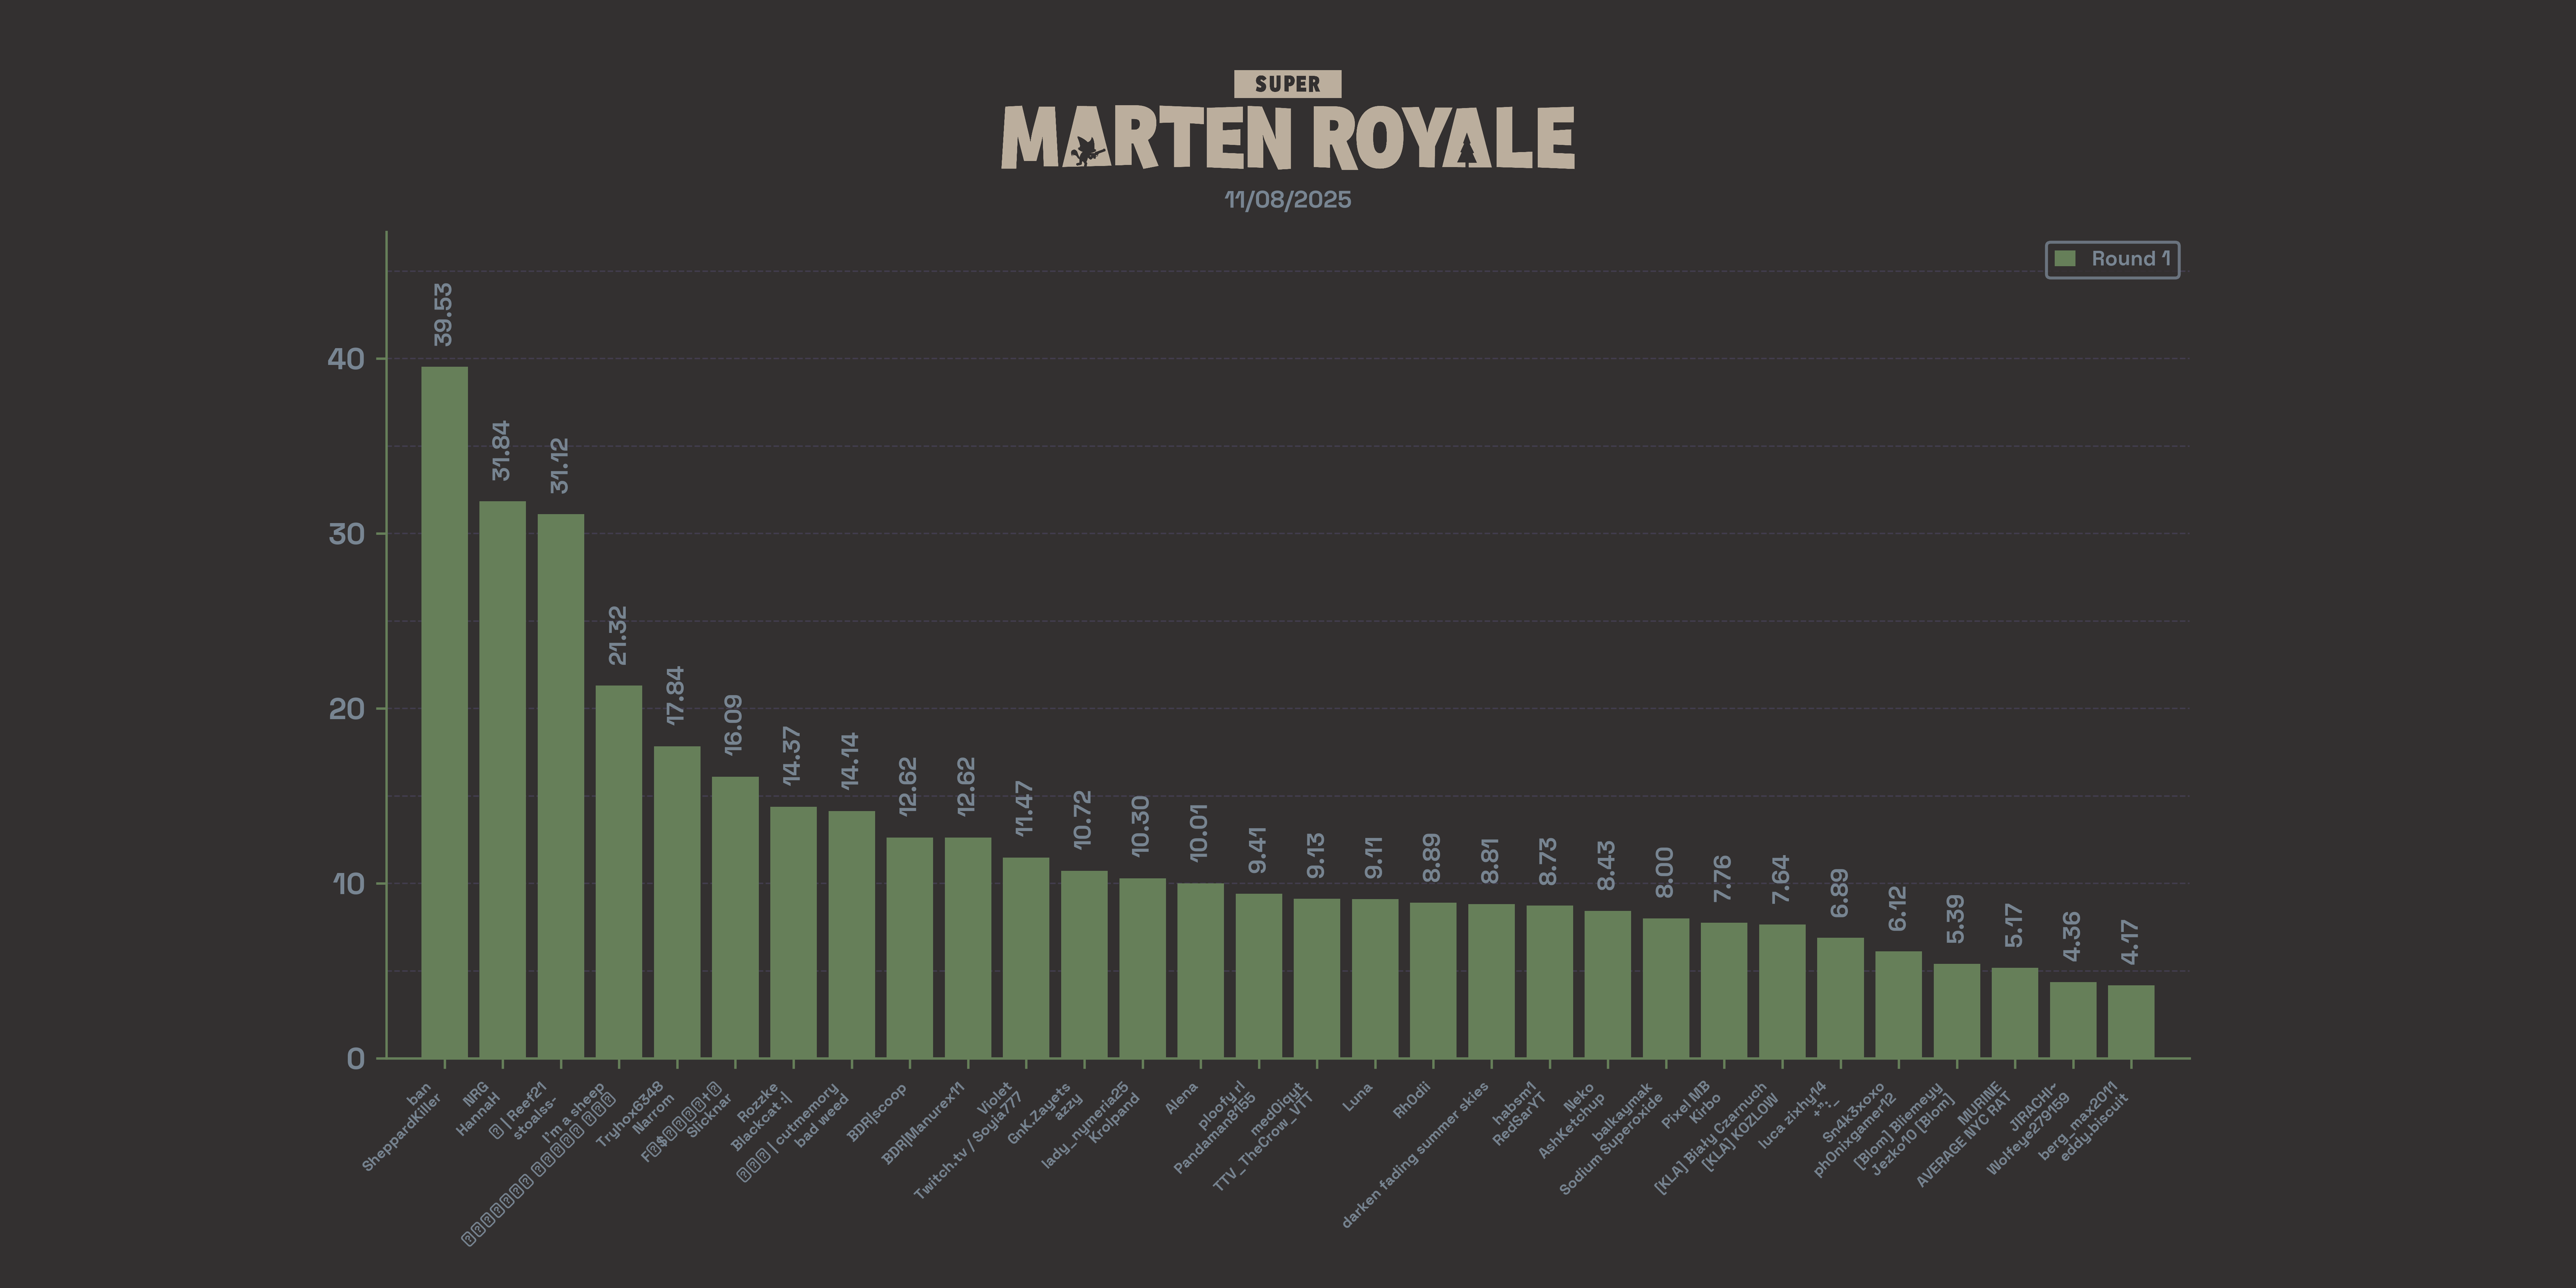 SUPER
MARTEN ROYALE
11/08/2025
Round 1
40
30
20
10
0
39.53
31.84
31.12
21.32
17.84
16.09
14.37
14.14
12.62
12.62
11.47
10.72
10.30
10.01
9.41
9.13
9.11
8.89
8.81
8.73
8.43
8.00
7.76
7.64
6.89
6.12
5.39
5.17
4.36
4.17
ban
SheppardKiller
NRG
HannaH
| Reef21
stoalss-
I'm a sheep
Tryhox6348
Narrom
Slicknar
Rozzke
Blackcat :|
| cutmemory
bad weed
BDR|scoop
BDR|Manurex11
Violet
Twitch.tv / Soyia777
GnK.Zayets
azzy
lady_numeria25
Krolpand
Alena
ploofy rl
Pandaman3155
med0iqyt
TTV_TheCrow_VTT
Luna
Rh0dii
darken fading summer skies
habsm1
RedSarYT
Neko
AshKetchup
balkaymak
Sodium Superoxide
Pixel MB
Kirbo
[KLA] Biały Czarnuch
[KLA] KOZLOW
luca zixhy14
Sn4k3xoxo
ph0nixgamer12
[Blom] Bliemeyy
Jezko10 [Blom]
MURINE
AVERAGE NYC RAT
JIRACHI~
Wolfeye279159
berg_max2011
eddy.biscuit